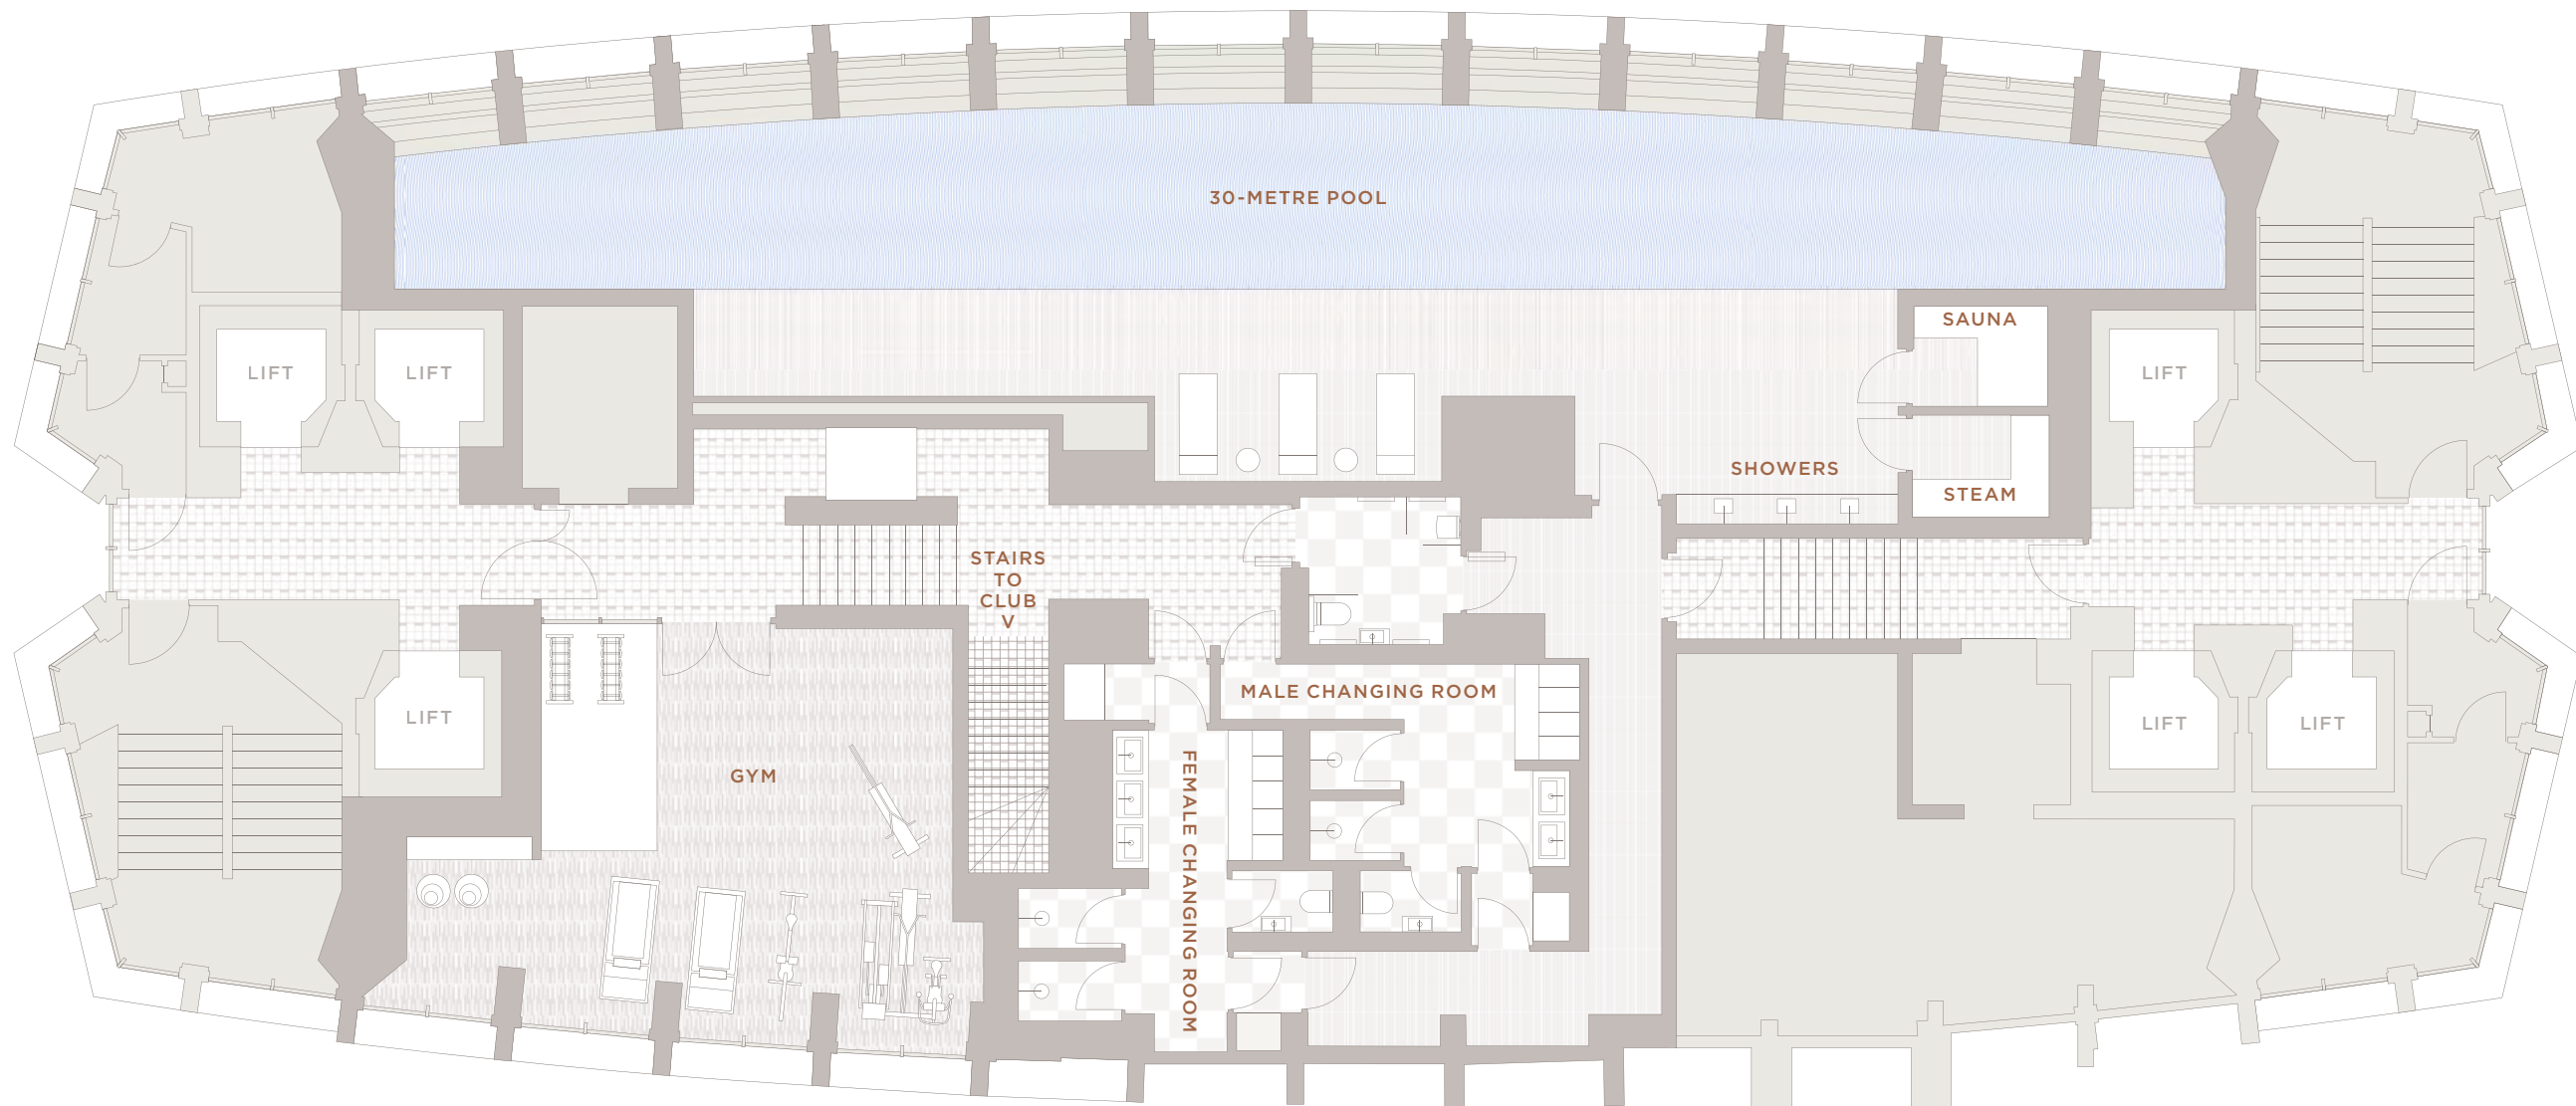 30-METRE POOL
SAUNA
LIFT
LIFT
LIFT
SHOWERS
STEAM
STAIRS
TO
CLUB
V
MALE CHANGING ROOM
LIFT
LIFT
LIFT
GYM
FEMALE CHANGING ROOM